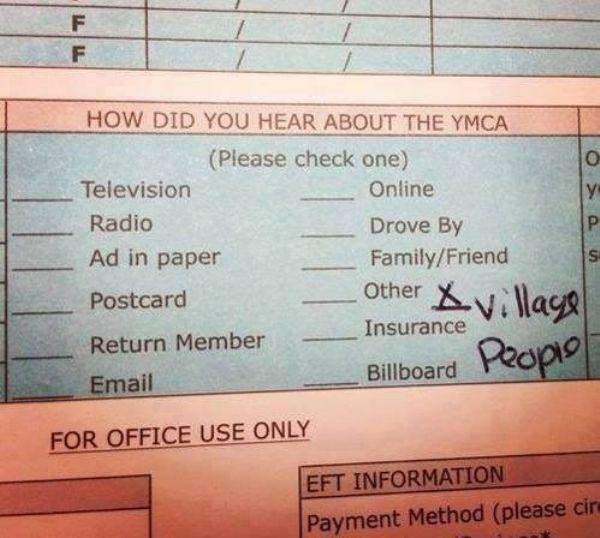 F / /
F / /
HOW DID YOU HEAR ABOUT THE YMCA
(Please check one)
Television Online
Radio Drove By
Ad in paper Family/Friend
Postcard Other X Village
Return Member Insurance People
Email Billboard
FOR OFFICE USE ONLY
EFT INFORMATION
Payment Method (please